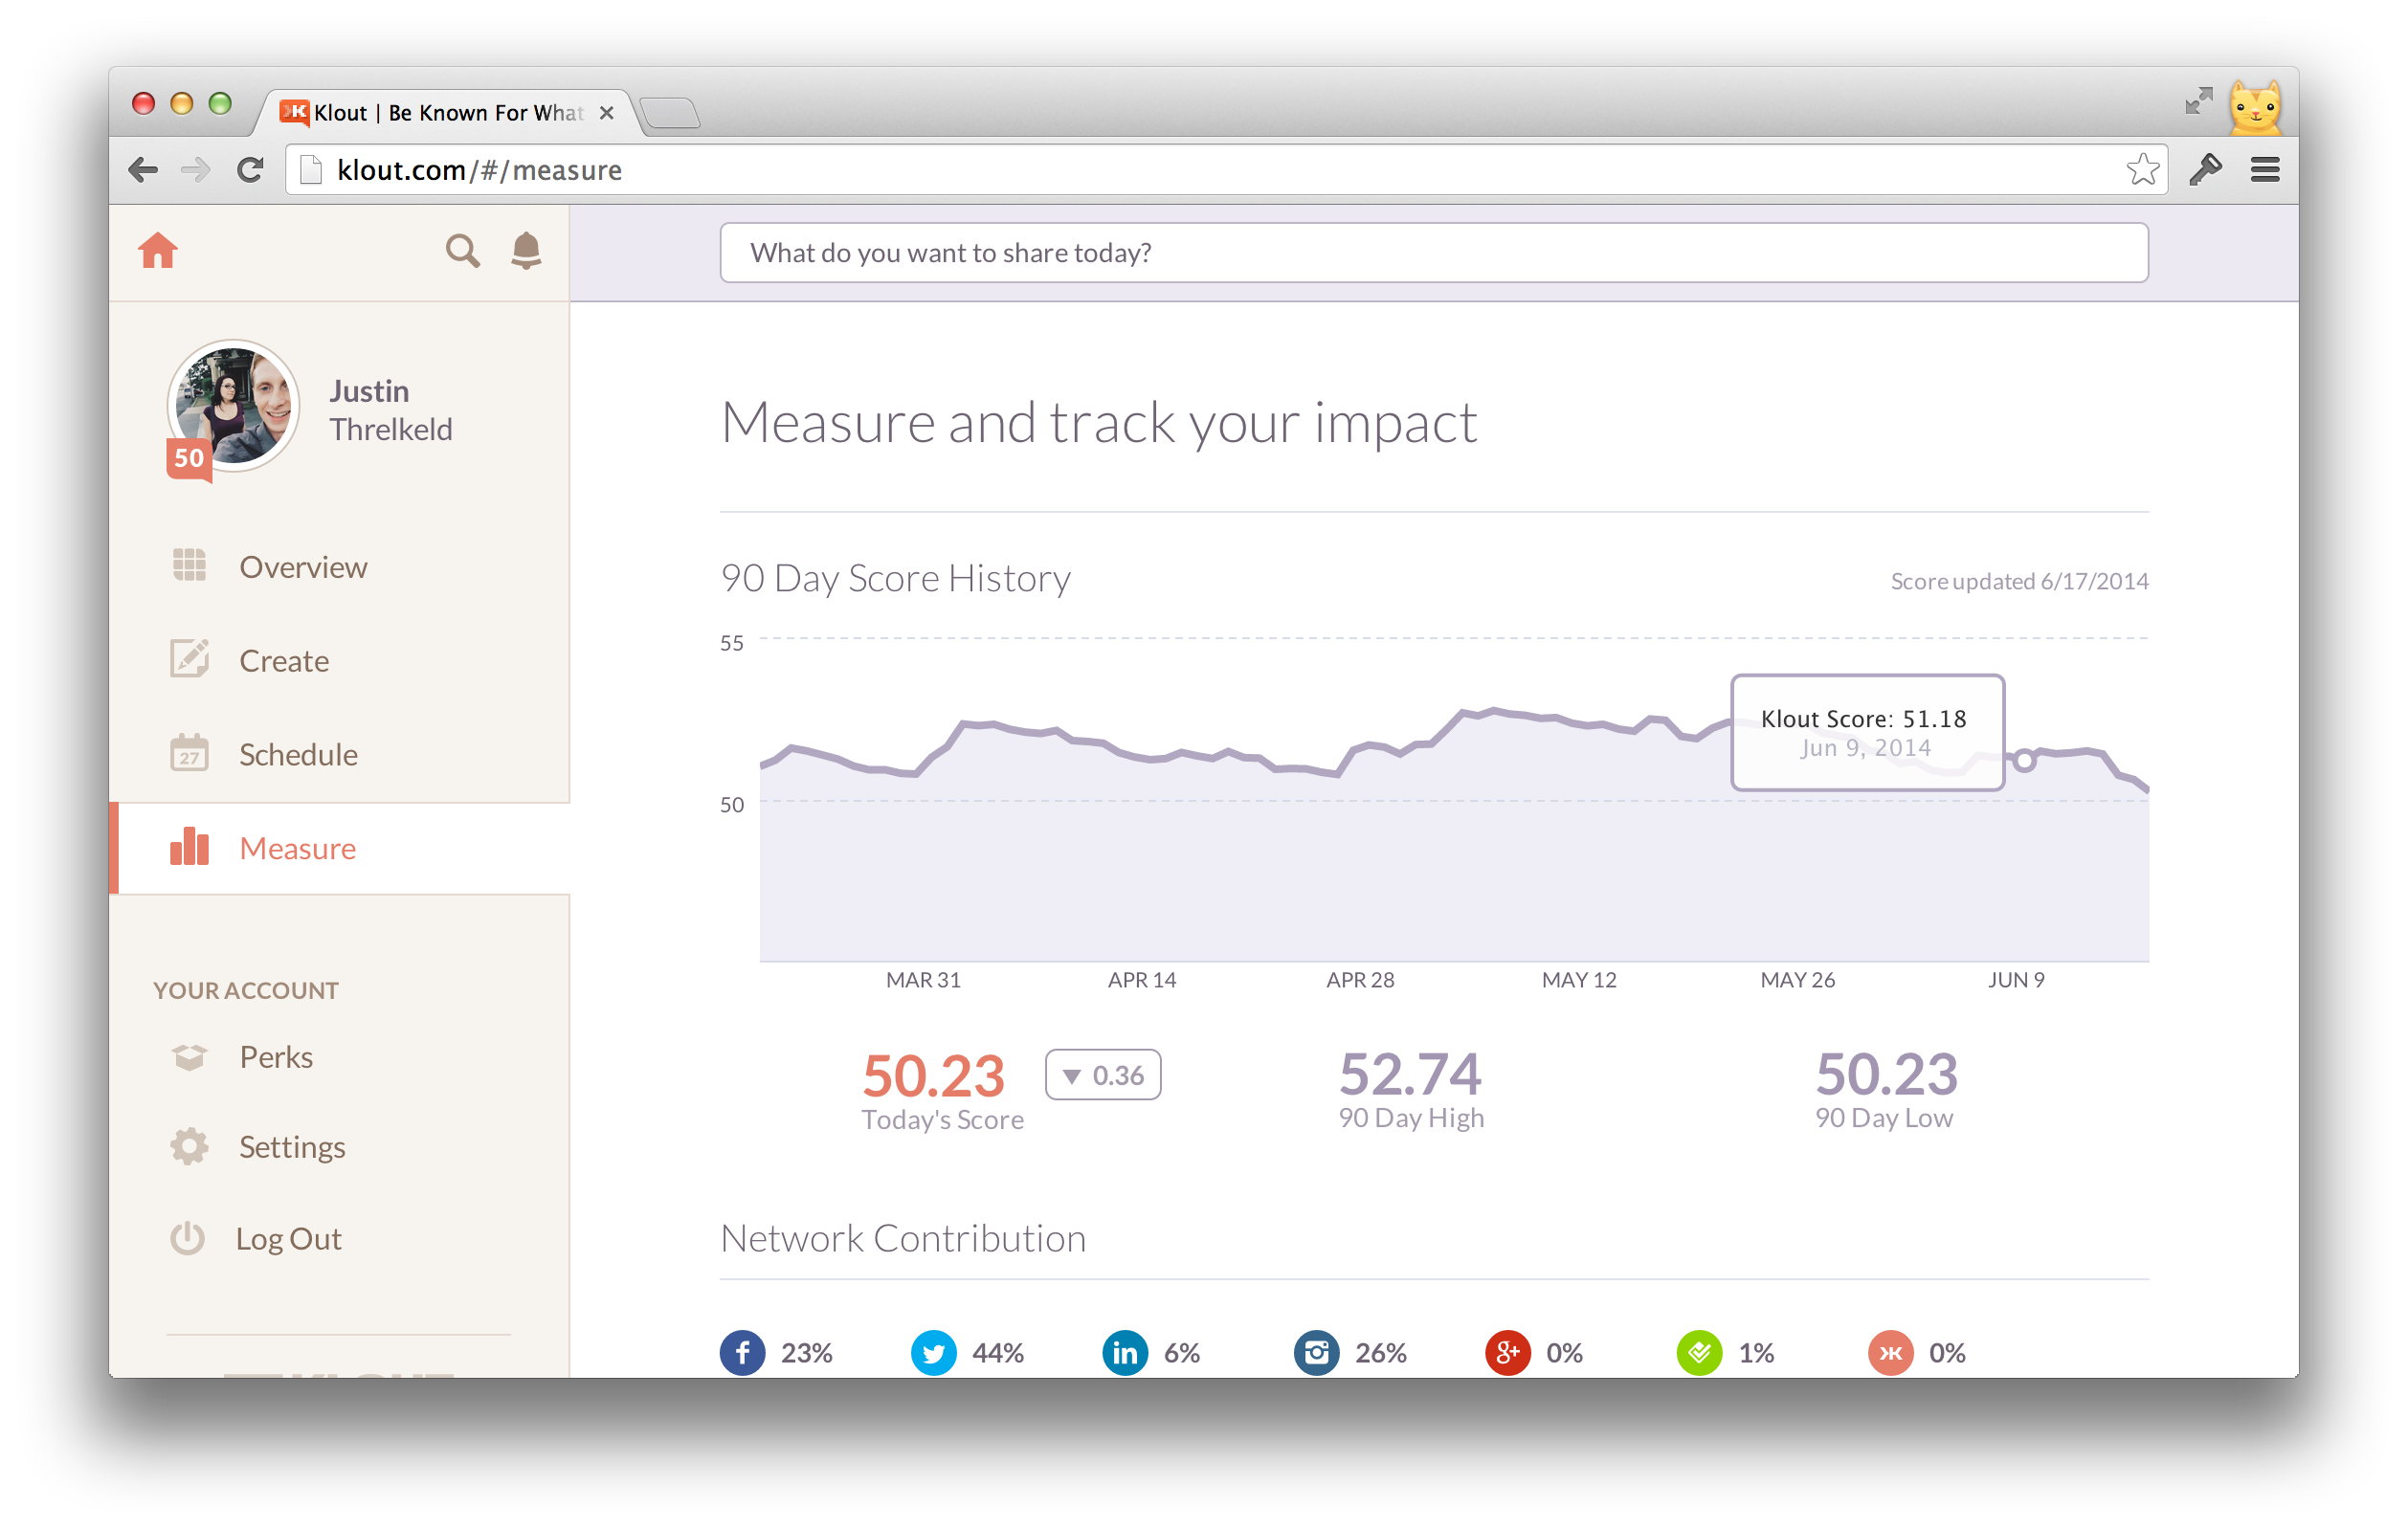 Klout | Be Known For What
klout.com/#/measure
What do you want to share today?
Justin
Threlkeld
50
Overview
Create
27
Schedule
Measure
YOUR ACCOUNT
Perks
Settings
Log Out
KLOUT
Measure and track your impact
90 Day Score History
Score updated 6/17/2014
55
Klout Score: 51.18
Jun 9, 2014
50
MAR 31 APR 14 APR 28 MAY 12 MAY 26 JUN 9
50.23 ▼ 0.36 52.74 50.23
Today's Score 90 Day High 90 Day Low
Network Contribution
f 23% 44% in 6% 26% g+ 0% 1% 0%